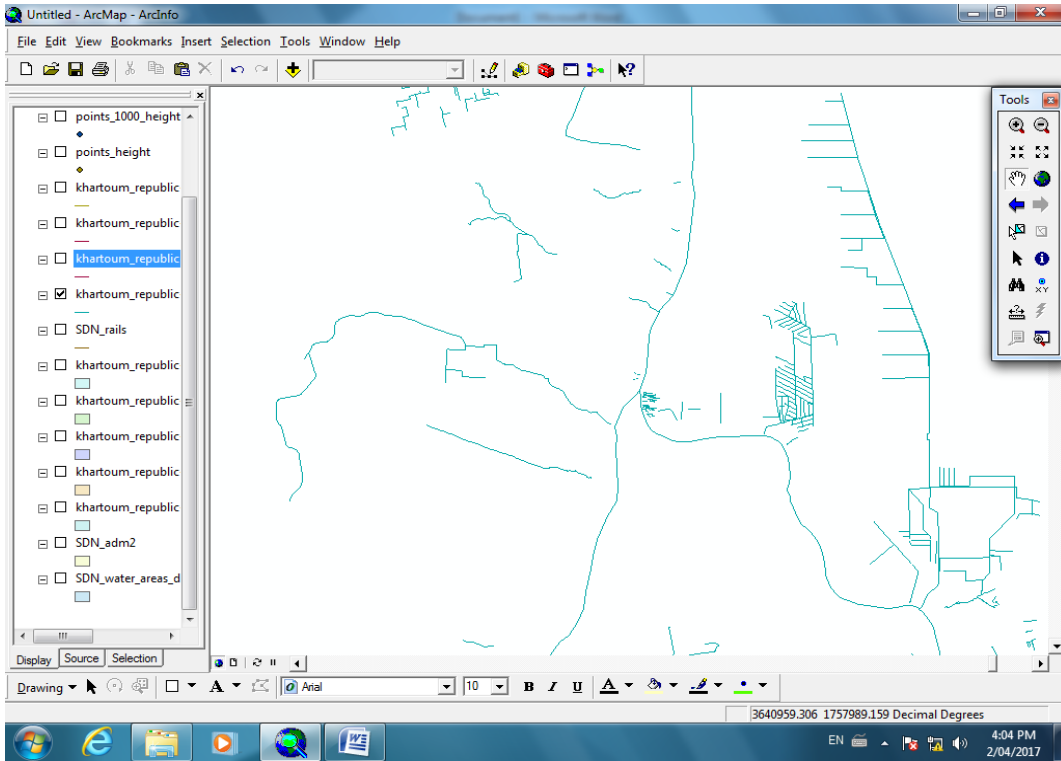 Untitled - ArcMap - ArcInfo
File Edit View Bookmarks Insert Selection Tools Window Help
points_1000_height
points_height
khartoum_republic
khartoum_republic
khartoum_republic
khartoum_republic
SDN_rails
khartoum_republic
khartoum_republic
khartoum_republic
khartoum_republic
khartoum_republic
SDN_adm2
SDN_water_areas_d
Display Source Selection
Tools
XY
Drawing A Arial 10 B I U A
3640959.306 1757989.159 Decimal Degrees
EN 4:04 PM
2/04/2017